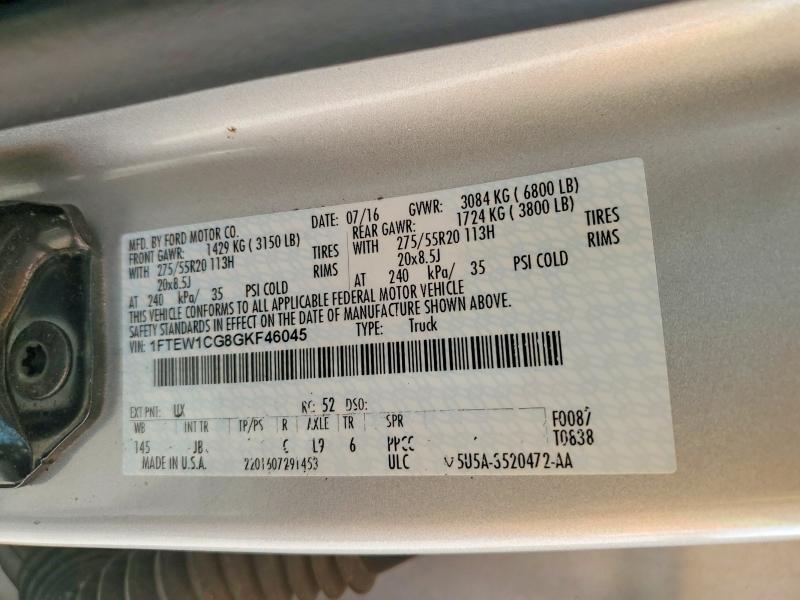 MFD. BY FORD MOTOR CO. DATE: 07/16 GVWR: 3084 KG ( 6800 LB)
FRONT GAWR: 1429 KG ( 3150 LB) REAR GAWR: 1724 KG ( 3800 LB)
WITH 275/55R20 113H TIRES WITH 275/55R20 113H TIRES
20x8.5J RIMS 20x8.5J RIMS
AT 240 kPa/ 35 PSI COLD AT 240 kPa/ 35 PSI COLD
THIS VEHICLE CONFORMS TO ALL APPLICABLE FEDERAL MOTOR VEHICLE
SAFETY STANDARDS IN EFFECT ON THE DATE OF MANUFACTURE SHOWN ABOVE.
VIN: 1FTEW1CG8GKF46045 TYPE: Truck
EXT PNT: UX RC: 52 DSO:
WB INT TR TP/PS R AXLE TR SPR F0087
145 JB C L9 6 T0838
MADE IN U.S.A. 2201607291453 ULC 5U5A-3520472-AA